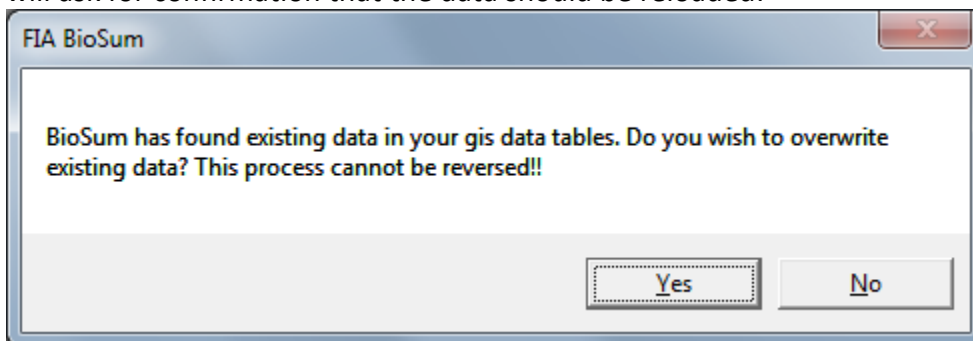 will ask for confirmation that the data should be reloaded.
FIA BioSum
BioSum has found existing data in your gis data tables. Do you wish to overwrite
existing data? This process cannot be reversed!!
Yes
No